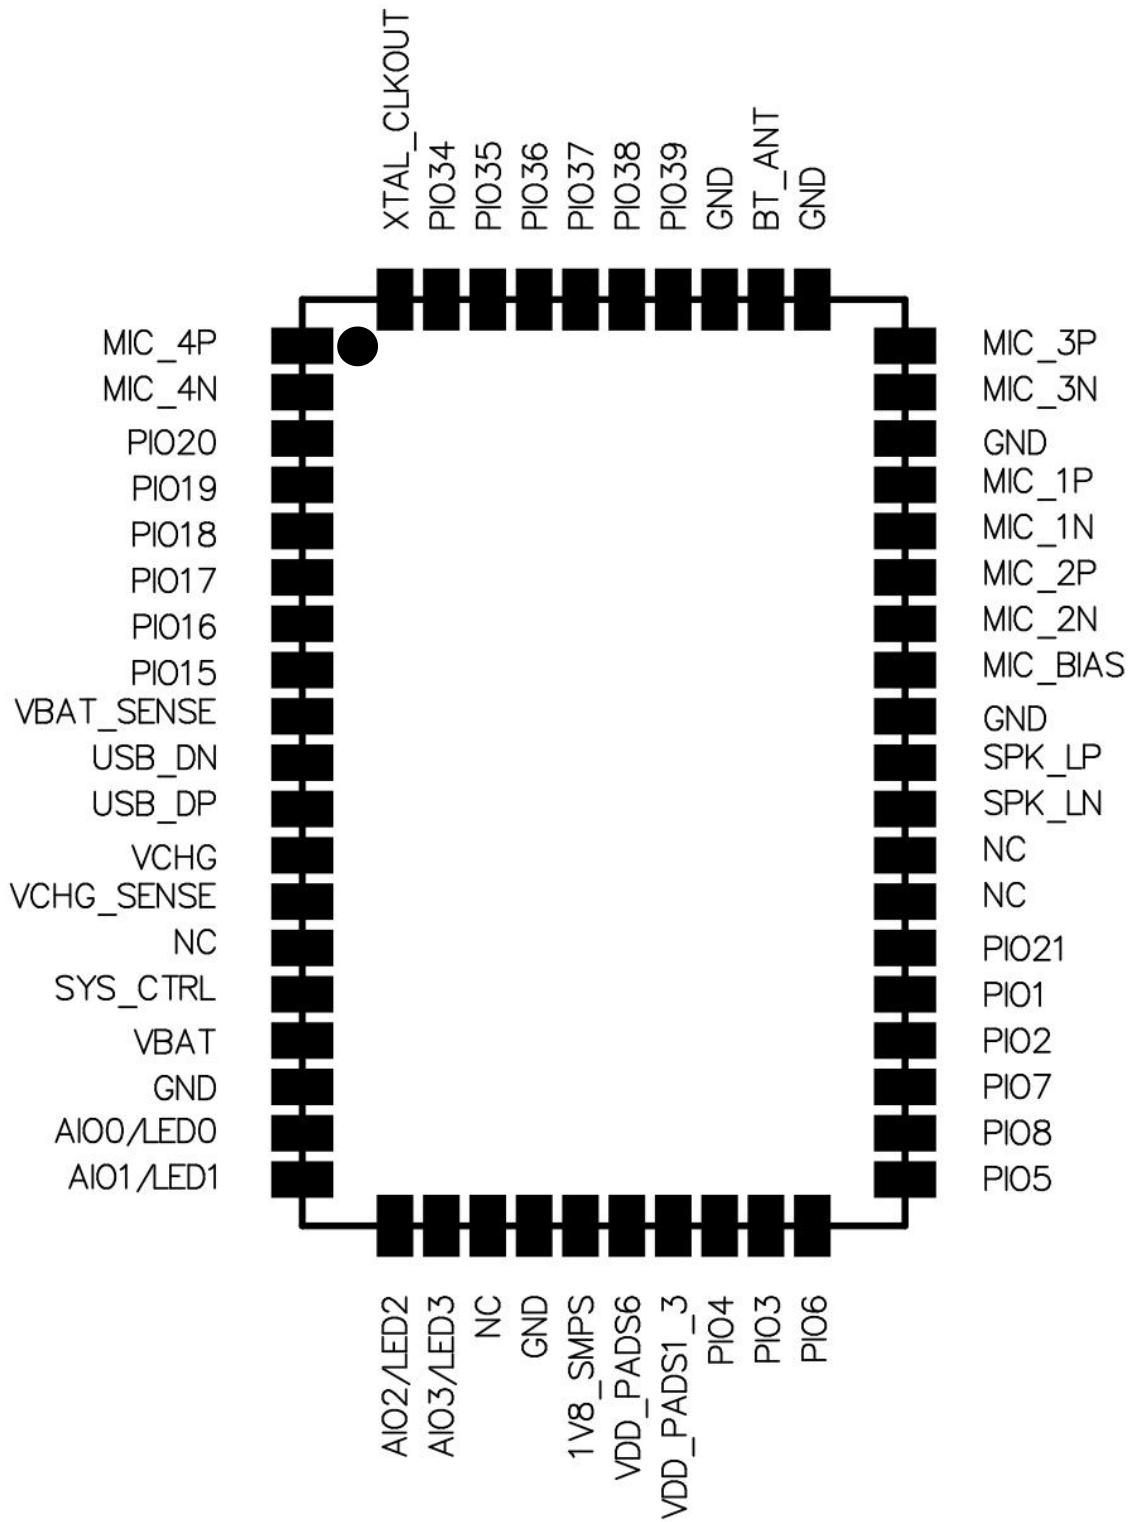 XTAL_CLKOUT
PIO34
PIO35
PIO36
PIO37
PIO38
PIO39
GND
BT_ANT
GND
MIC_4P
MIC_4N
PIO20
PIO19
PIO18
PIO17
PIO16
PIO15
VBAT_SENSE
USB_DN
USB_DP
VCHG
VCHG_SENSE
NC
SYS_CTRL
VBAT
GND
AIO0/LED0
AIO1/LED1
MIC_3P
MIC_3N
GND
MIC_1P
MIC_1N
MIC_2P
MIC_2N
MIC_BIAS
GND
SPK_LP
SPK_LN
NC
NC
PIO21
PIO1
PIO2
PIO7
PIO8
PIO5
AIO2/LED2
AIO3/LED3
NC
GND
1V8_SMPS
VDD_PADS6
VDD_PADS1_3
PIO4
PIO3
PIO6